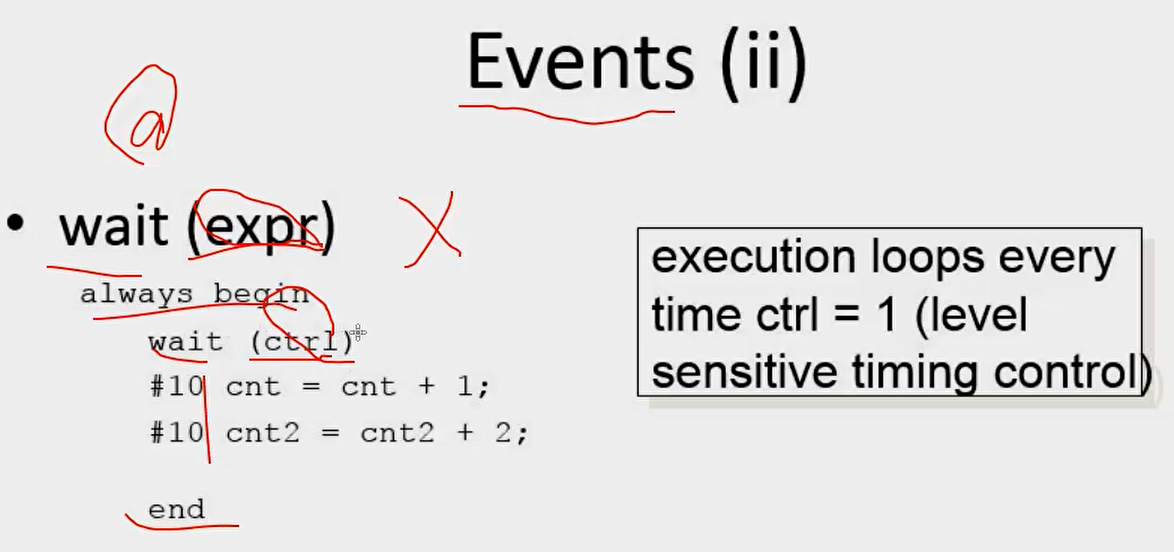 Events (ii)
a
• wait (expr) X
always begin
wait (ctrl)
#10 cnt = cnt + 1;
#10 cnt2 = cnt2 + 2;
end
execution loops every
time ctrl = 1 (level
sensitive timing control)